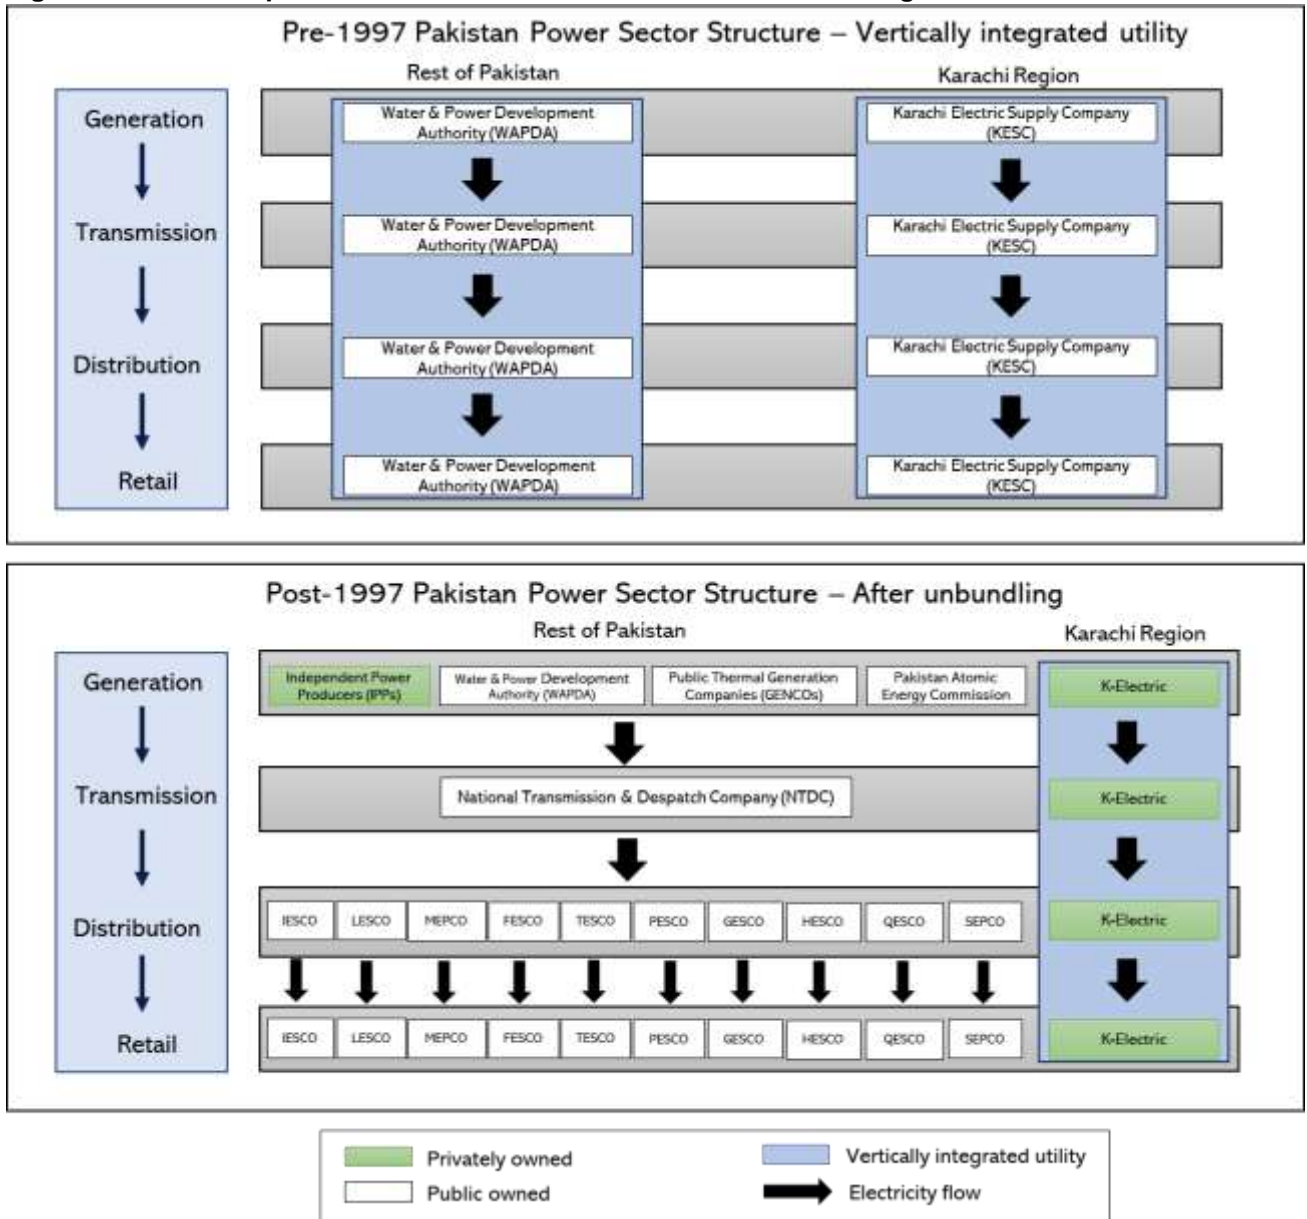 Pre-1997 Pakistan Power Sector Structure – Vertically integrated utility
Rest of Pakistan
Karachi Region
Generation
Water & Power Development
Authority (WAPDA)
Karachi Electric Supply Company
(KESC)
Transmission
Water & Power Development
Authority (WAPDA)
Karachi Electric Supply Company
(KESC)
Distribution
Water & Power Development
Authority (WAPDA)
Karachi Electric Supply Company
(KESC)
Retail
Water & Power Development
Authority (WAPDA)
Karachi Electric Supply Company
(KESC)
Post-1997 Pakistan Power Sector Structure – After unbundling
Rest of Pakistan
Karachi Region
Generation
Independent Power
Producers (IPPs)
Water & Power Development
Authority (WAPDA)
Public Thermal Generation
Companies (GENCOs)
Pakistan Atomic
Energy Commission
K-Electric
Transmission
National Transmission & Despatch Company (NTDC)
K-Electric
Distribution
IESCO
LESCO
MEPCO
FESCO
TESCO
PESCO
GESCO
HESCO
QESCO
SEPCO
K-Electric
Retail
IESCO
LESCO
MEPCO
FESCO
TESCO
PESCO
GESCO
HESCO
QESCO
SEPCO
K-Electric
Privately owned
Vertically integrated utility
Public owned
Electricity flow